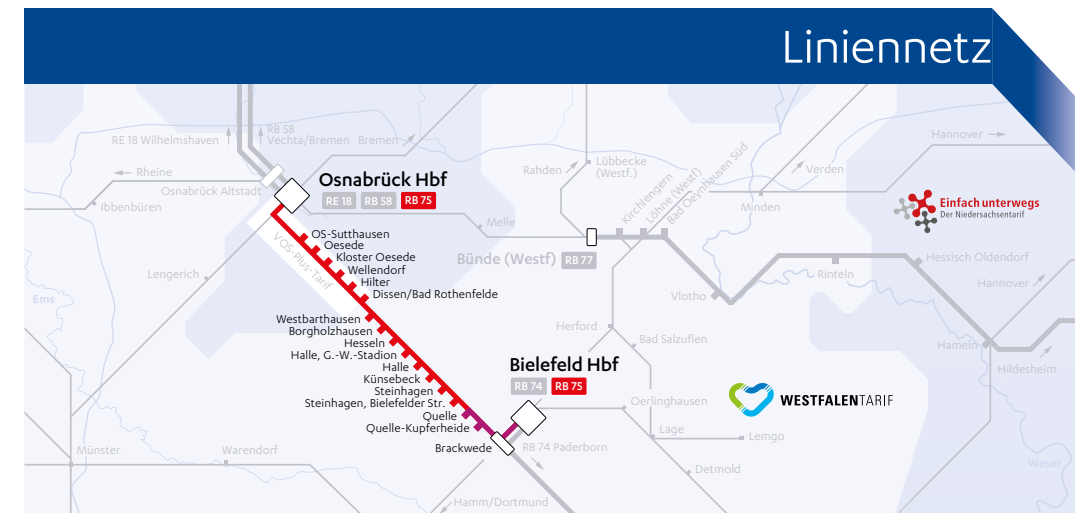 Liniennetz
RB 58
RE 18 Wilhelmshaven
Vechta/Bremen
Bremen
Rheine
Osnabrück Altstadt
Ibbenbüren
Osnabrück Hbf
RE 18
RB 58
RB 75
VOS-Plus-Tarif
Lengerich
Ems
OS-Sutthausen
Oesede
Kloster Oesede
Wellendorf
Hilter
Dissen/Bad Rothenfelde
Westbarthausen
Borgholzhausen
Hesseln
Halle, G.-W.-Stadion
Halle
Künsebeck
Steinhagen
Steinhagen, Bielefelder Str.
Quelle
Quelle-Kupferheide
Brackwede
Bielefeld Hbf
RB 74
RB 75
RB 74 Paderborn
Münster
Warendorf
Hamm/Dortmund
Melle
Rahden
Lübbecke
(Westf.)
Bünde (Westf)
RB 77
Kirchlengern
Löhne (Westf)
Bad Oeynhausen Süd
Verden
Minden
Hannover
Einfach unterwegs
Der Niedersachsentarif
Hessisch Oldendorf
Rinteln
Hannover
Vlotho
Herford
Bad Salzuflen
Hameln
Hildesheim
Oerlinghausen
Lage
Lemgo
Detmold
WESTFALENTARIF
Weser